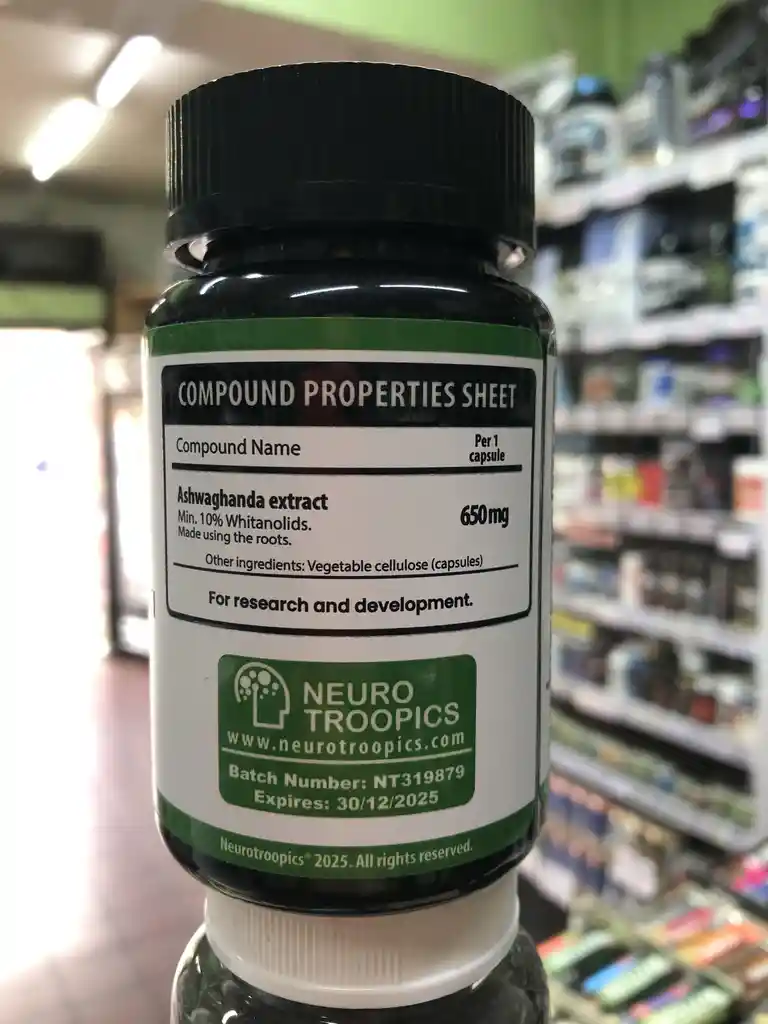 COMPOUND PROPERTIES SHEET
Compound Name
Per 1
capsule
Ashwaghanda extract
Min. 10% Whitanolids.
Made using the roots.
650mg
Other ingredients: Vegetable cellulose (capsules)
For research and development.
NEURO
TROOPICS
www.neurotroopics.com
Batch Number: NT319879
Expires: 30/12/2025
Neurotroopics® 2025. All rights reserved.